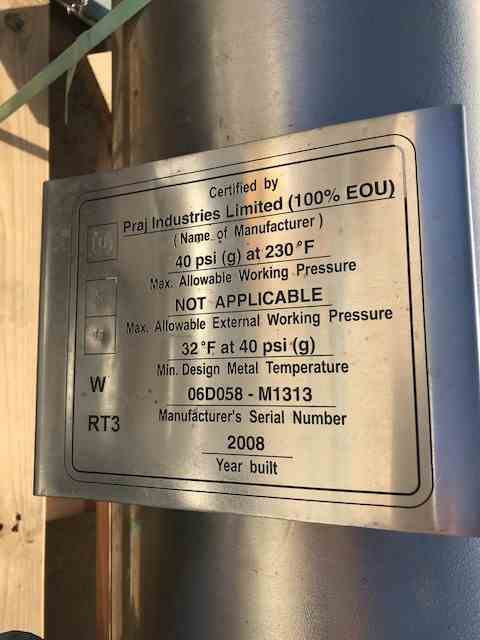 Certified by
Praj Industries Limited (100% EOU)
(Name of Manufacturer)
40 psi (g) at 230°F
Max. Allowable Working Pressure
NOT APPLICABLE
Max. Allowable External Working Pressure
32°F at 40 psi (g)
Min. Design Metal Temperature
W
06D058 - M1313
RT3
Manufacturer's Serial Number
2008
Year built